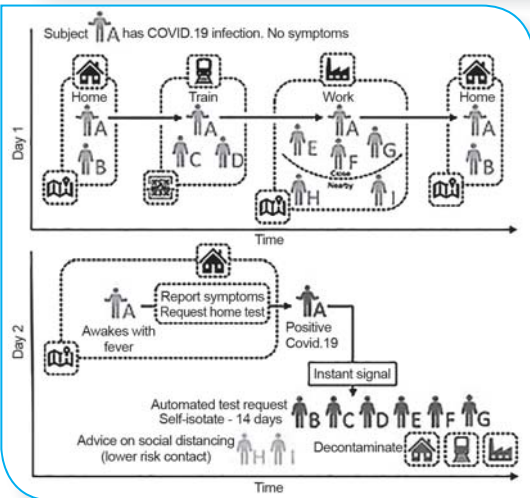 Subject A has COVID.19 infection. No symptoms
Day 1
Home
Train
Work
Home
A
A
A
A
B
C
D
E
F
G
B
Close
Nearby
H
I
Time
Day 2
A
Report symptoms
Request home test
A
Awakes with
fever
Positive
Covid.19
Instant signal
Automated test request
Self-isolate - 14 days
B C D E F G
Advice on social distancing
(lower risk contact)
H I
Decontaminate
Time